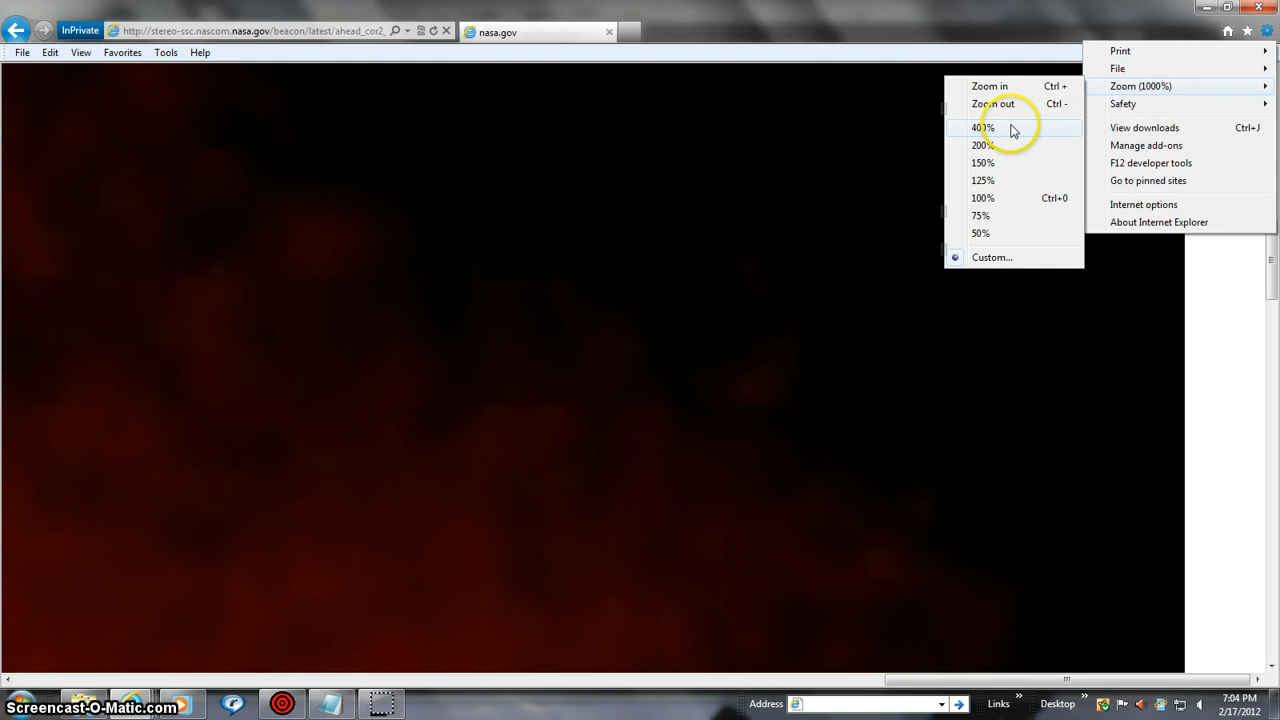 InPrivate
http://stereo-ssc.nascom.nasa.gov/beacon/latest/ahead_cor2_
nasa.gov
File Edit View Favorites Tools Help
Print
File
Zoom (1000%)
Safety
View downloads Ctrl+J
Manage add-ons
F12 developer tools
Go to pinned sites
Internet options
About Internet Explorer
Zoom in Ctrl +
Zoom out Ctrl -
400%
200%
150%
125%
100% Ctrl+0
75%
50%
Custom...
Screencast-O-Matic.com
Address
Links »
Desktop »
7:04 PM
2/17/2012